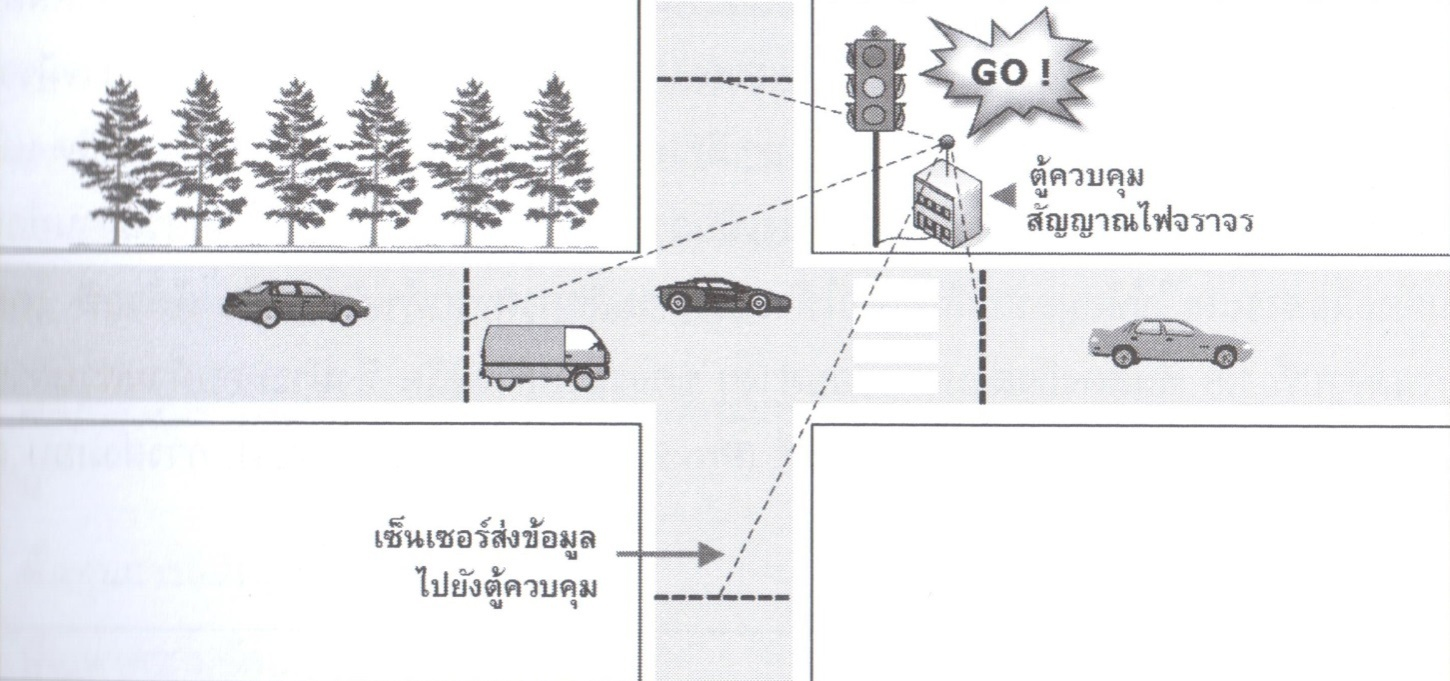 GO !
ตู้ควบคุม
สัญญาณไฟจราจร
เซ็นเซอร์ส่งข้อมูล
ไปยังตู้ควบคุม